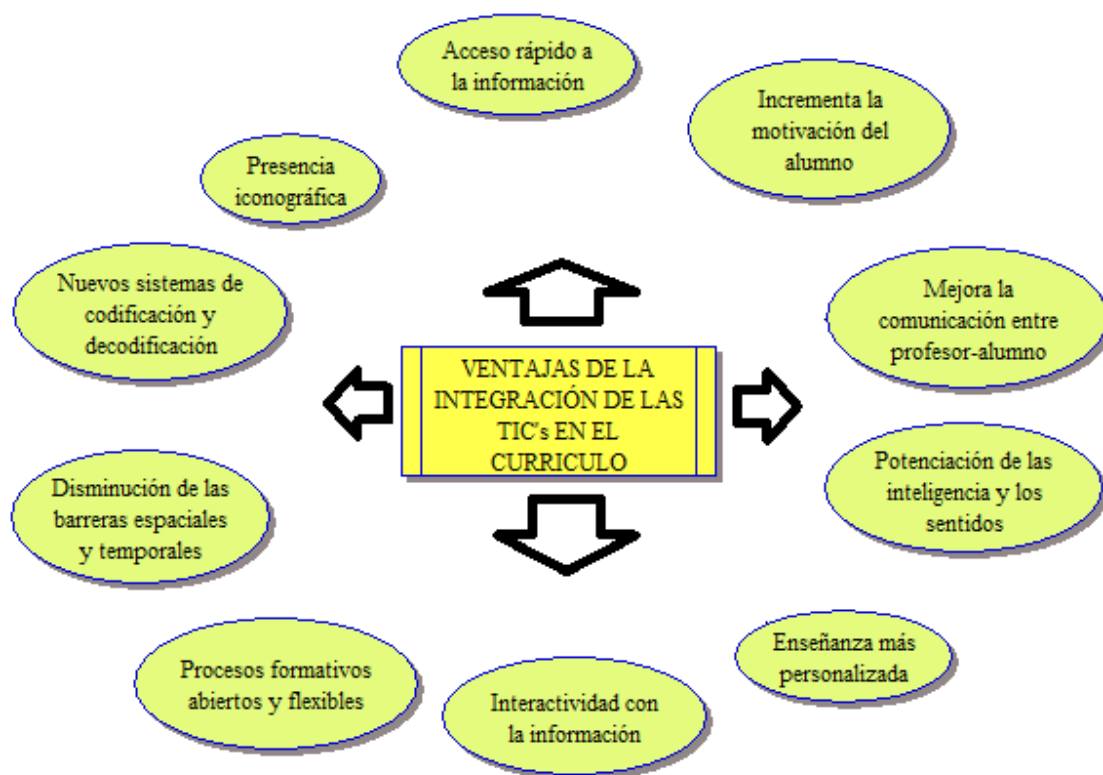 Acceso rápido a
la información
Incrementa la
motivación del
alumno
Presencia
iconográfica
Nuevos sistemas de
codificación y
decodificación
Mejora la
comunicación entre
profesor-alumno
VENTAJAS DE LA
INTEGRACIÓN DE LAS
TIC's EN EL
CURRICULO
Disminución de las
barreras espaciales
y temporales
Potenciación de las
inteligencia y los
sentidos
Procesos formativos
abiertos y flexibles
Interactividad con
la información
Enseñanza más
personalizada